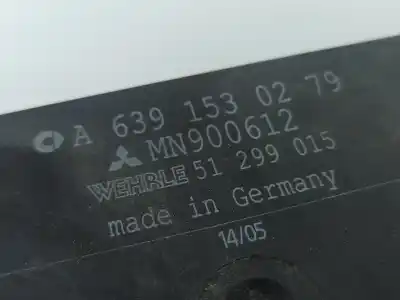 A 639 153 02 79
MN900612
WEHRLE 51 299 015
made in Germany
14/05